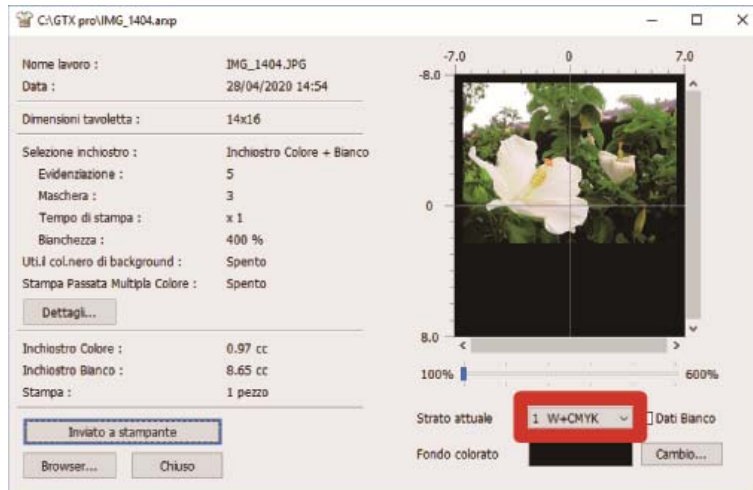 C:\GTX pro\IMG_1404.arxp
Nome lavoro : IMG_1404.JPG
Data : 28/04/2020 14:54
Dimensioni tavoletta : 14x16
Selezione inchiostro : Inchiostro Colore + Bianco
Evidenziazione : 5
Maschera : 3
Tempo di stampa : x 1
Bianchezza : 400 %
Uti.il col.nero di background : Spento
Stampa Passata Multipla Colore : Spento
Dettagli...
Inchiostro Colore : 0.97 cc
Inchiostro Bianco : 8.65 cc
Stampa : 1 pezzo
Inviato a stampante
Browser... Chiuso
-7.0 0 7.0
-8.0
0
8.0
100% 600%
Strato attuale 1 W+CMYK Dati Bianco
Fondo colorato Cambio...